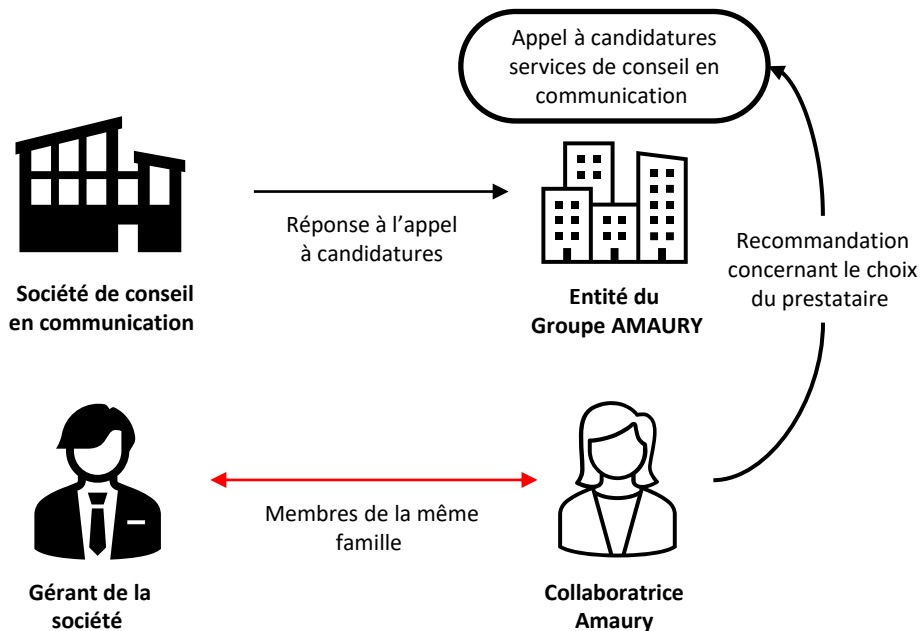 Appel à candidatures
services de conseil en
communication
Réponse à l’appel
à candidatures
Société de conseil
en communication
Entité du
Groupe AMAURY
Recommandation
concernant le choix
du prestataire
Membres de la même
famille
Gérant de la
société
Collaboratrice
Amaury